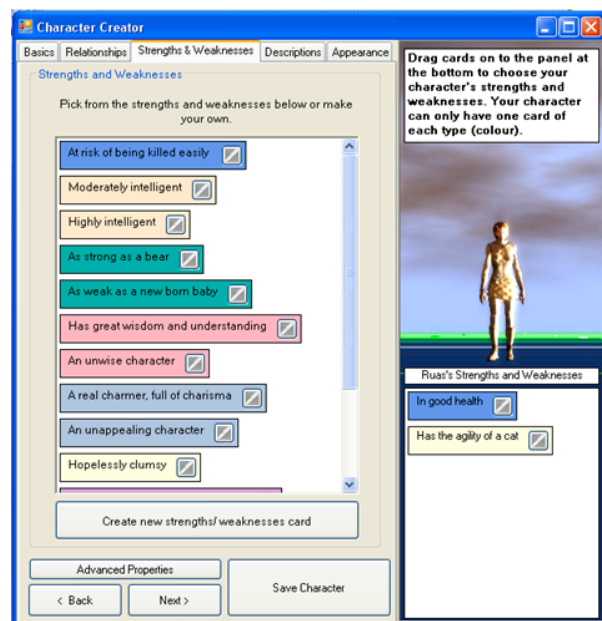 Character Creator
Basics Relationships Strengths & Weaknesses Descriptions Appearance
Strengths and Weaknesses
Pick from the strengths and weaknesses below or make
your own.
At risk of being killed easily
Moderately intelligent
Highly intelligent
As strong as a bear
As weak as a new born baby
Has great wisdom and understanding
An unwise character
A real charmer, full of charisma
An unappealing character
Hopelessly clumsy
Create new strengths/weaknesses card
Advanced Properties
< Back
Next >
Save Character
Drag cards on to the panel at
the bottom to choose your
character's strengths and
weaknesses. Your character
can only have one card of
each type (colour).
Ruas's Strengths and Weaknesses
In good health
Has the agility of a cat